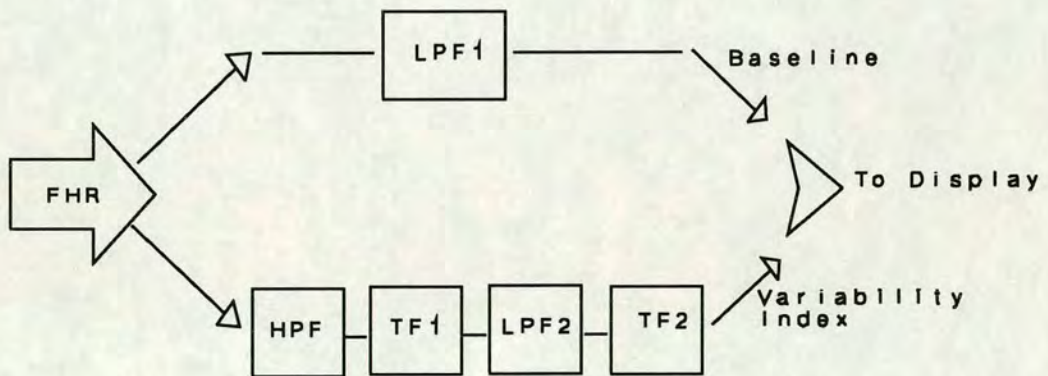 LPF1
Baseline
FHR
To Display
HPF
TF1
LPF2
TF2
Variability
Index